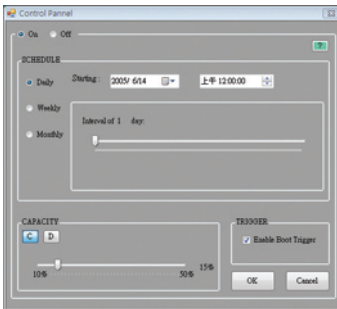 Control Pannel
On Off
?
SCHEDULE
Daily Starting : 2005/ 6/14 上午 12:00:00
Weekly
Monthly
Interval of 1 day:
CAPACITY
C D
10% 50% 15%
TRIGGER
Enable Boot Trigger
OK Cancel